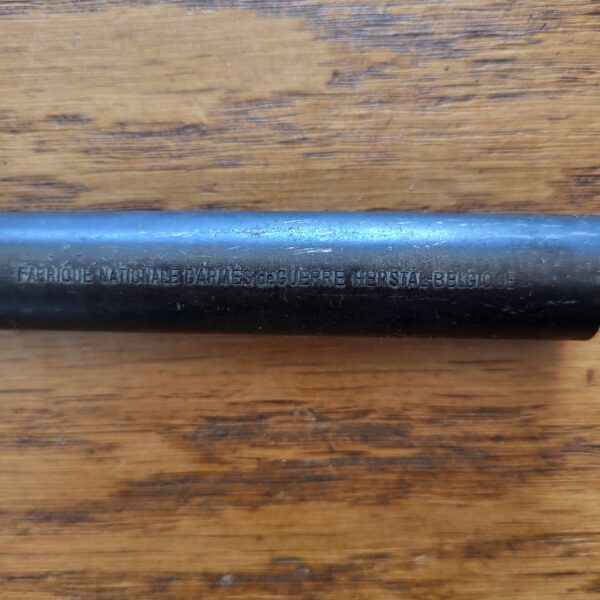 FABRIQUE NATIONALE D'ARMES de GUERRE HERSTAL-BELGIQUE